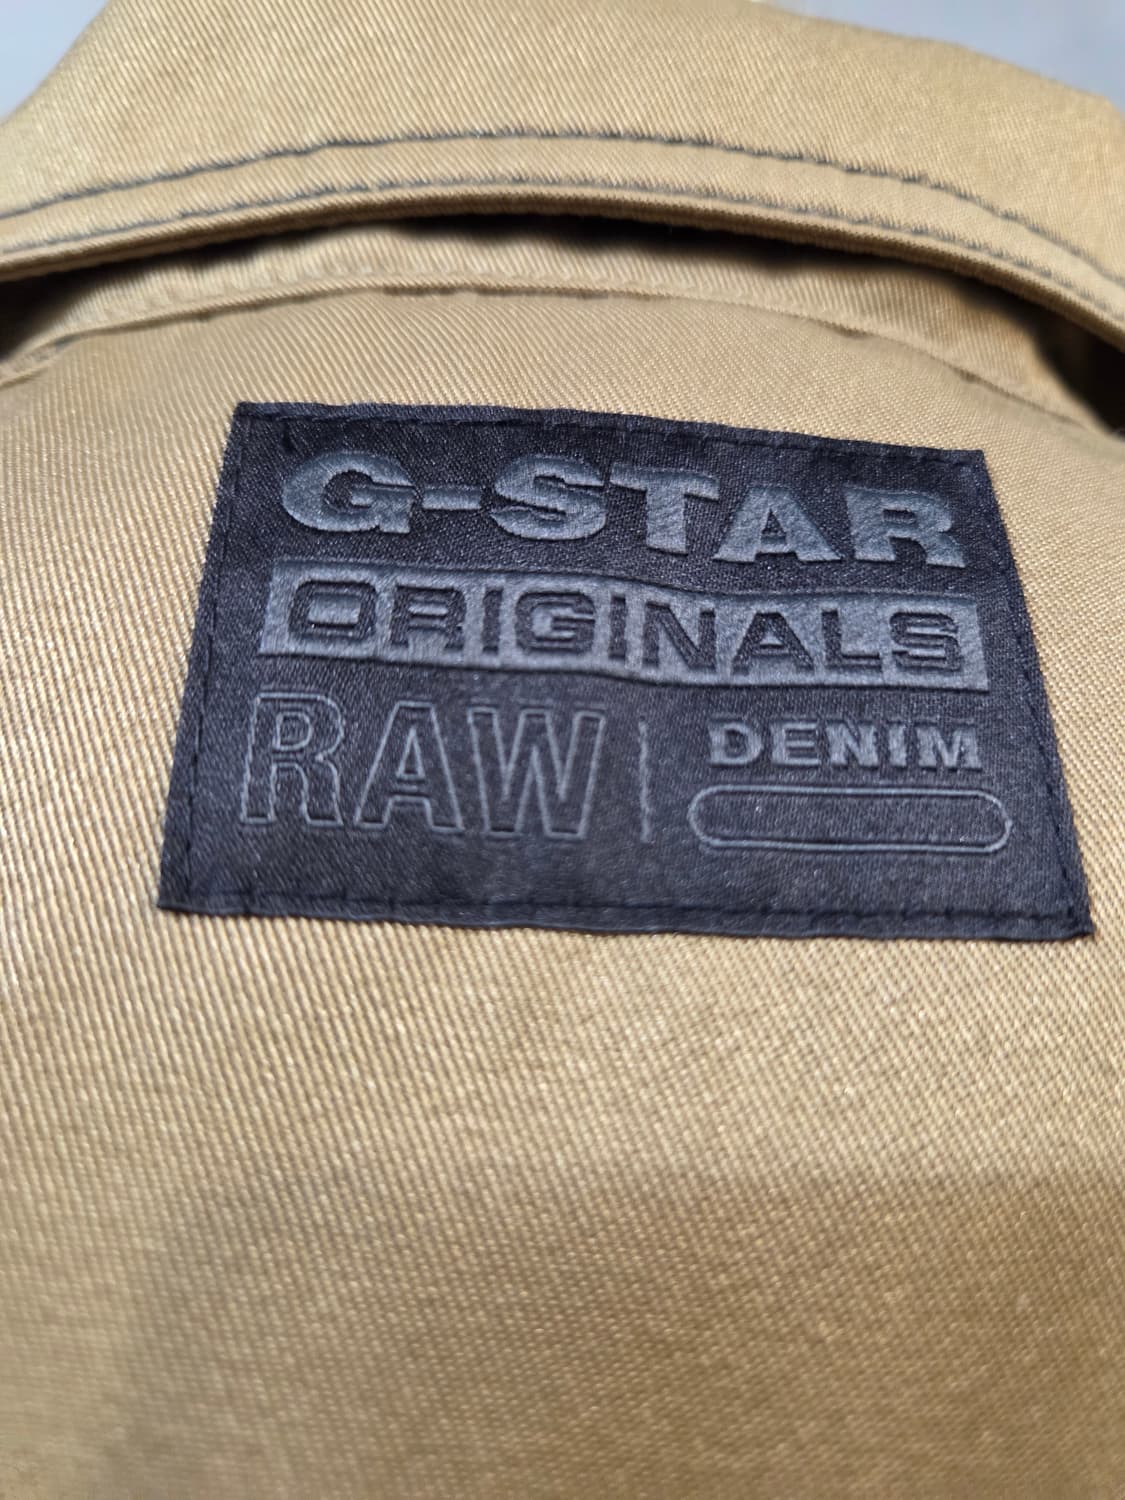 G-STAR
ORIGINALS
RAW | DENIM